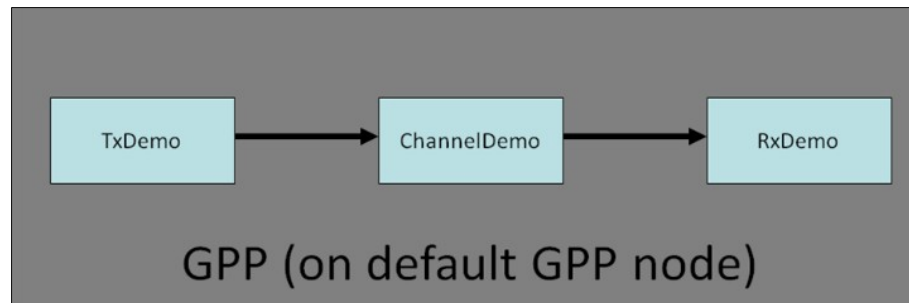 TxDemo
ChannelDemo
RxDemo
GPP (on default GPP node)